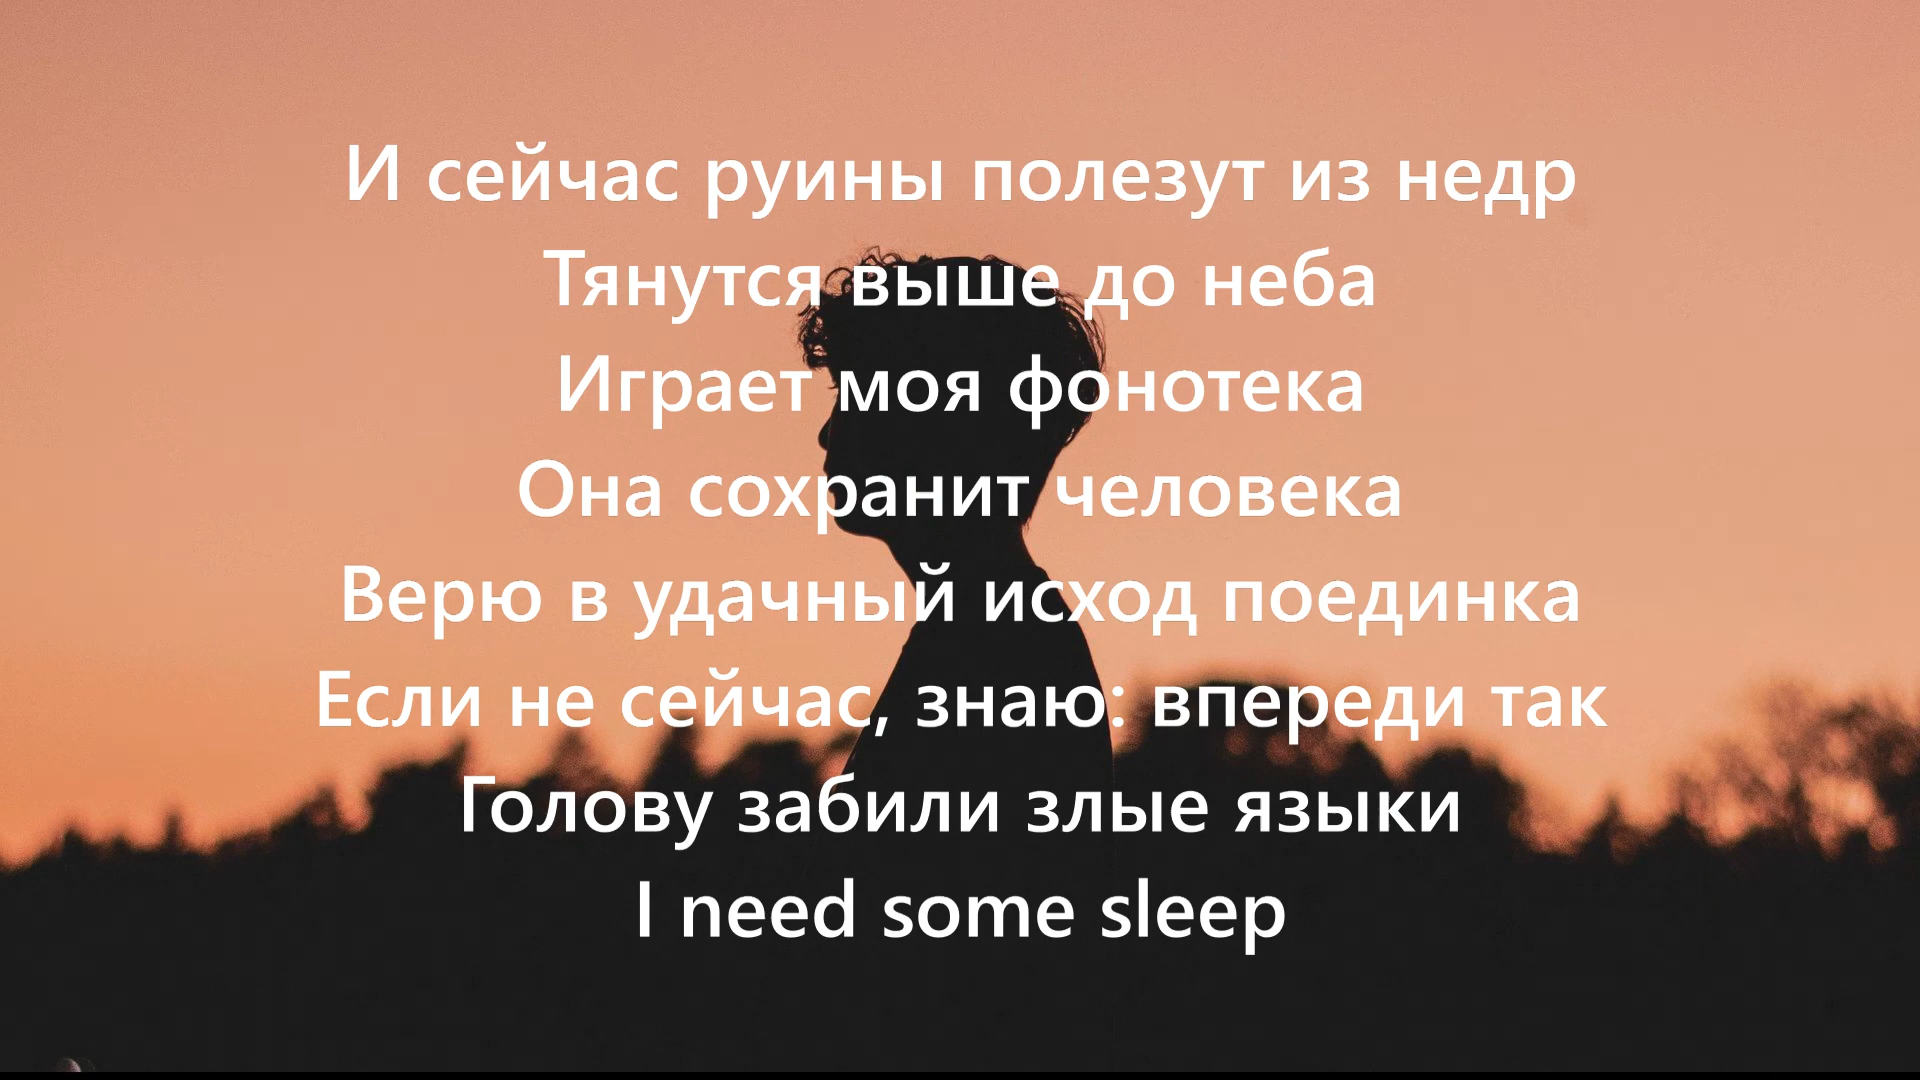 И сейчас руины полезут из недр
Тянутся выше до неба
Играет моя фонотека
Она сохранит человека
Верю в удачный исход поединка
Если не сейчас, знаю: впереди так
Голову забили злые языки
I need some sleep